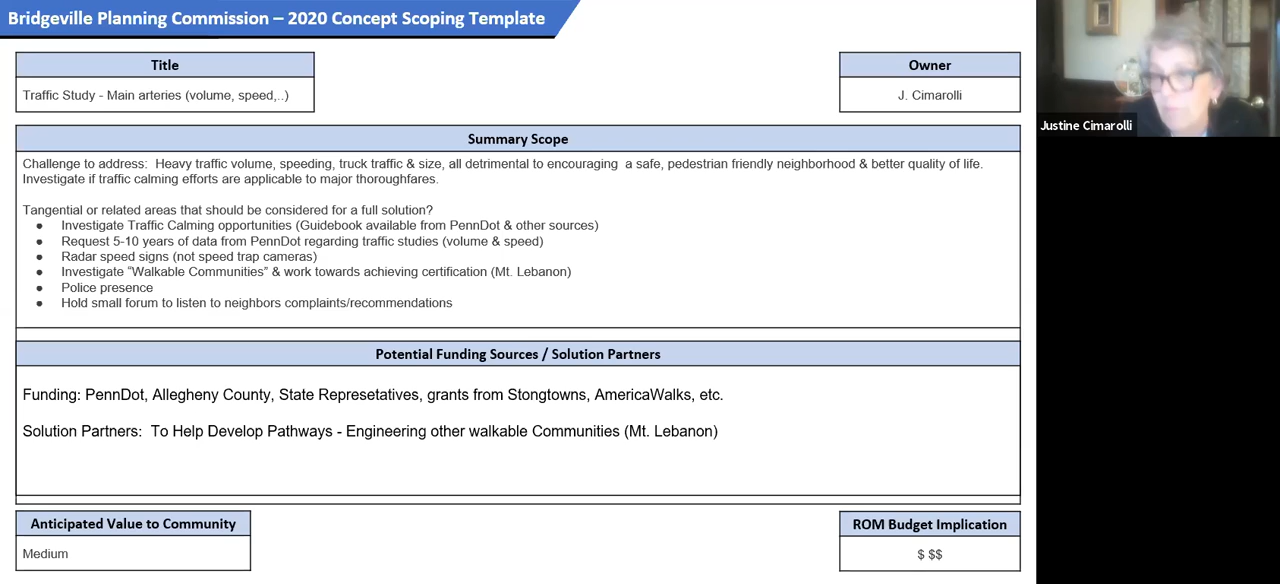 Bridgeville Planning Commission – 2020 Concept Scoping Template
Title
Traffic Study - Main arteries (volume, speed,..)
Owner
J. Cimarolli
Justine Cimarolli
Summary Scope
Challenge to address:  Heavy traffic volume, speeding, truck traffic & size, all detrimental to encouraging  a safe, pedestrian friendly neighborhood & better quality of life.
Investigate if traffic calming efforts are applicable to major thoroughfares.
Tangential or related areas that should be considered for a full solution?
● Investigate Traffic Calming opportunities (Guidebook available from PennDot & other sources)
● Request 5-10 years of data from PennDot regarding traffic studies (volume & speed)
● Radar speed signs (not speed trap cameras)
● Investigate “Walkable Communities” & work towards achieving certification (Mt. Lebanon)
● Police presence
● Hold small forum to listen to neighbors complaints/recommendations
Potential Funding Sources / Solution Partners
Funding: PennDot, Allegheny County, State Represetatives, grants from Stongtowns, AmericaWalks, etc.
Solution Partners:  To Help Develop Pathways - Engineering other walkable Communities (Mt. Lebanon)
Anticipated Value to Community
Medium
ROM Budget Implication
$ $$